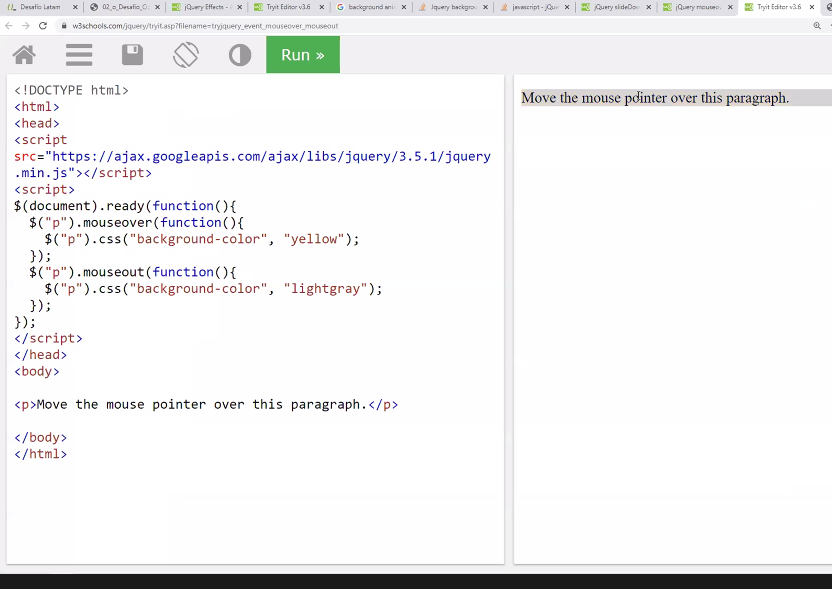 Desafio Latam
02_o_Desafio_O
jQuery Effects -
Tryit Editor v3.6
background ani
Jquery backgro
javascript - jQue
jQuery slideDo
jQuery mouseo
Tryit Editor v3.6
w3schools.com/jquery/tryit.asp?filename=tryjquery_event_mouseover_mouseout
Run »
<!DOCTYPE html>
<html>
<head>
<script
src="https://ajax.googleapis.com/ajax/libs/jquery/3.5.1/jquery
.min.js"></script>
<script>
$(document).ready(function(){
  $("p").mouseover(function(){
    $("p").css("background-color", "yellow");
  });
  $("p").mouseout(function(){
    $("p").css("background-color", "lightgray");
  });
});
</script>
</head>
<body>
<p>Move the mouse pointer over this paragraph.</p>
</body>
</html>
Move the mouse pointer over this paragraph.